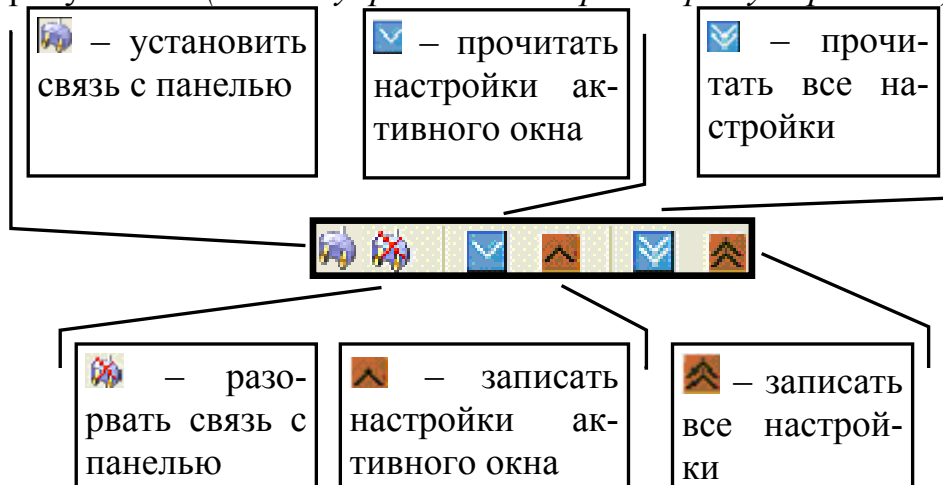 – установить
связь с панелью
– прочитать
настройки ак-
тивного окна
– прочи-
тать все на-
стройки
– разо-
рвать связь с
панелью
– записать
настройки ак-
тивного окна
– записать
все настрой-
ки